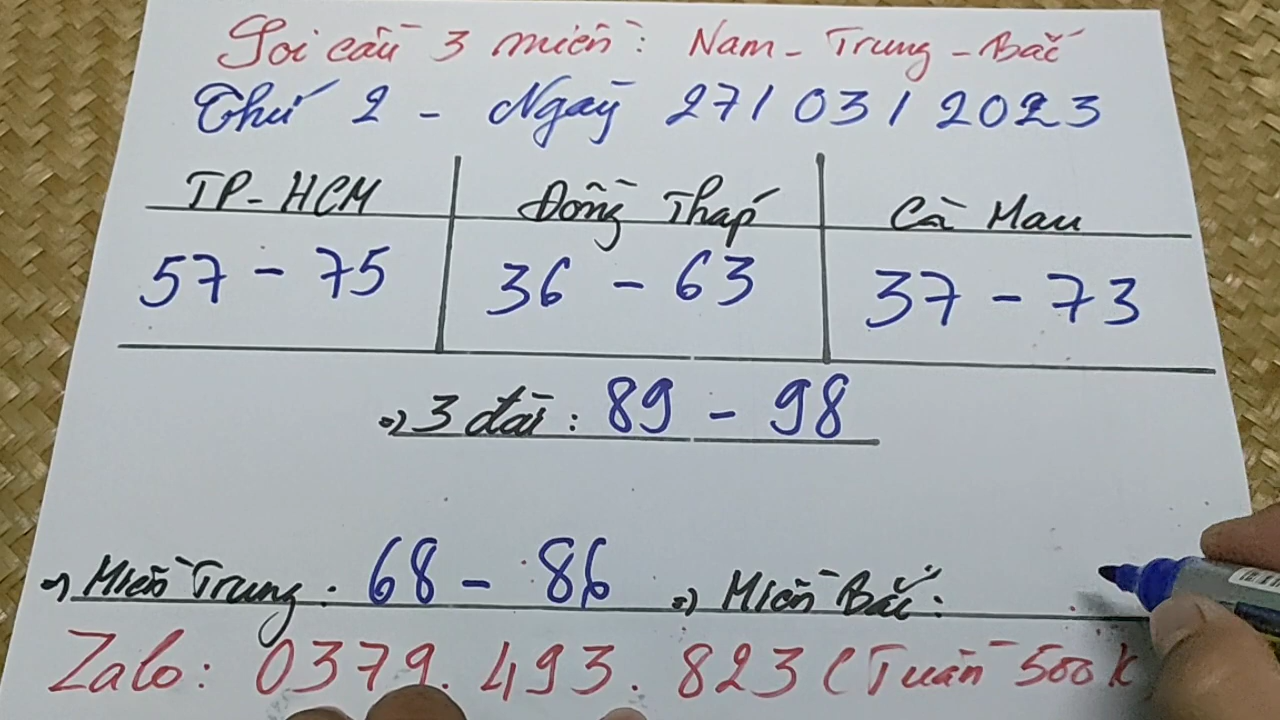 Soi cầu 3 miền: Nam - Trung - Bắc
Thứ 2 - Ngày 27/03/2023
TP-HCM Đồng Tháp Cà Mau
57 - 75 36 - 63 37 - 73
=> 3 đài: 89 - 98
=> Miền Trung: 68 - 86 => Miền Bắc:
Zalo: 0379.493.823 (Tuần 500k